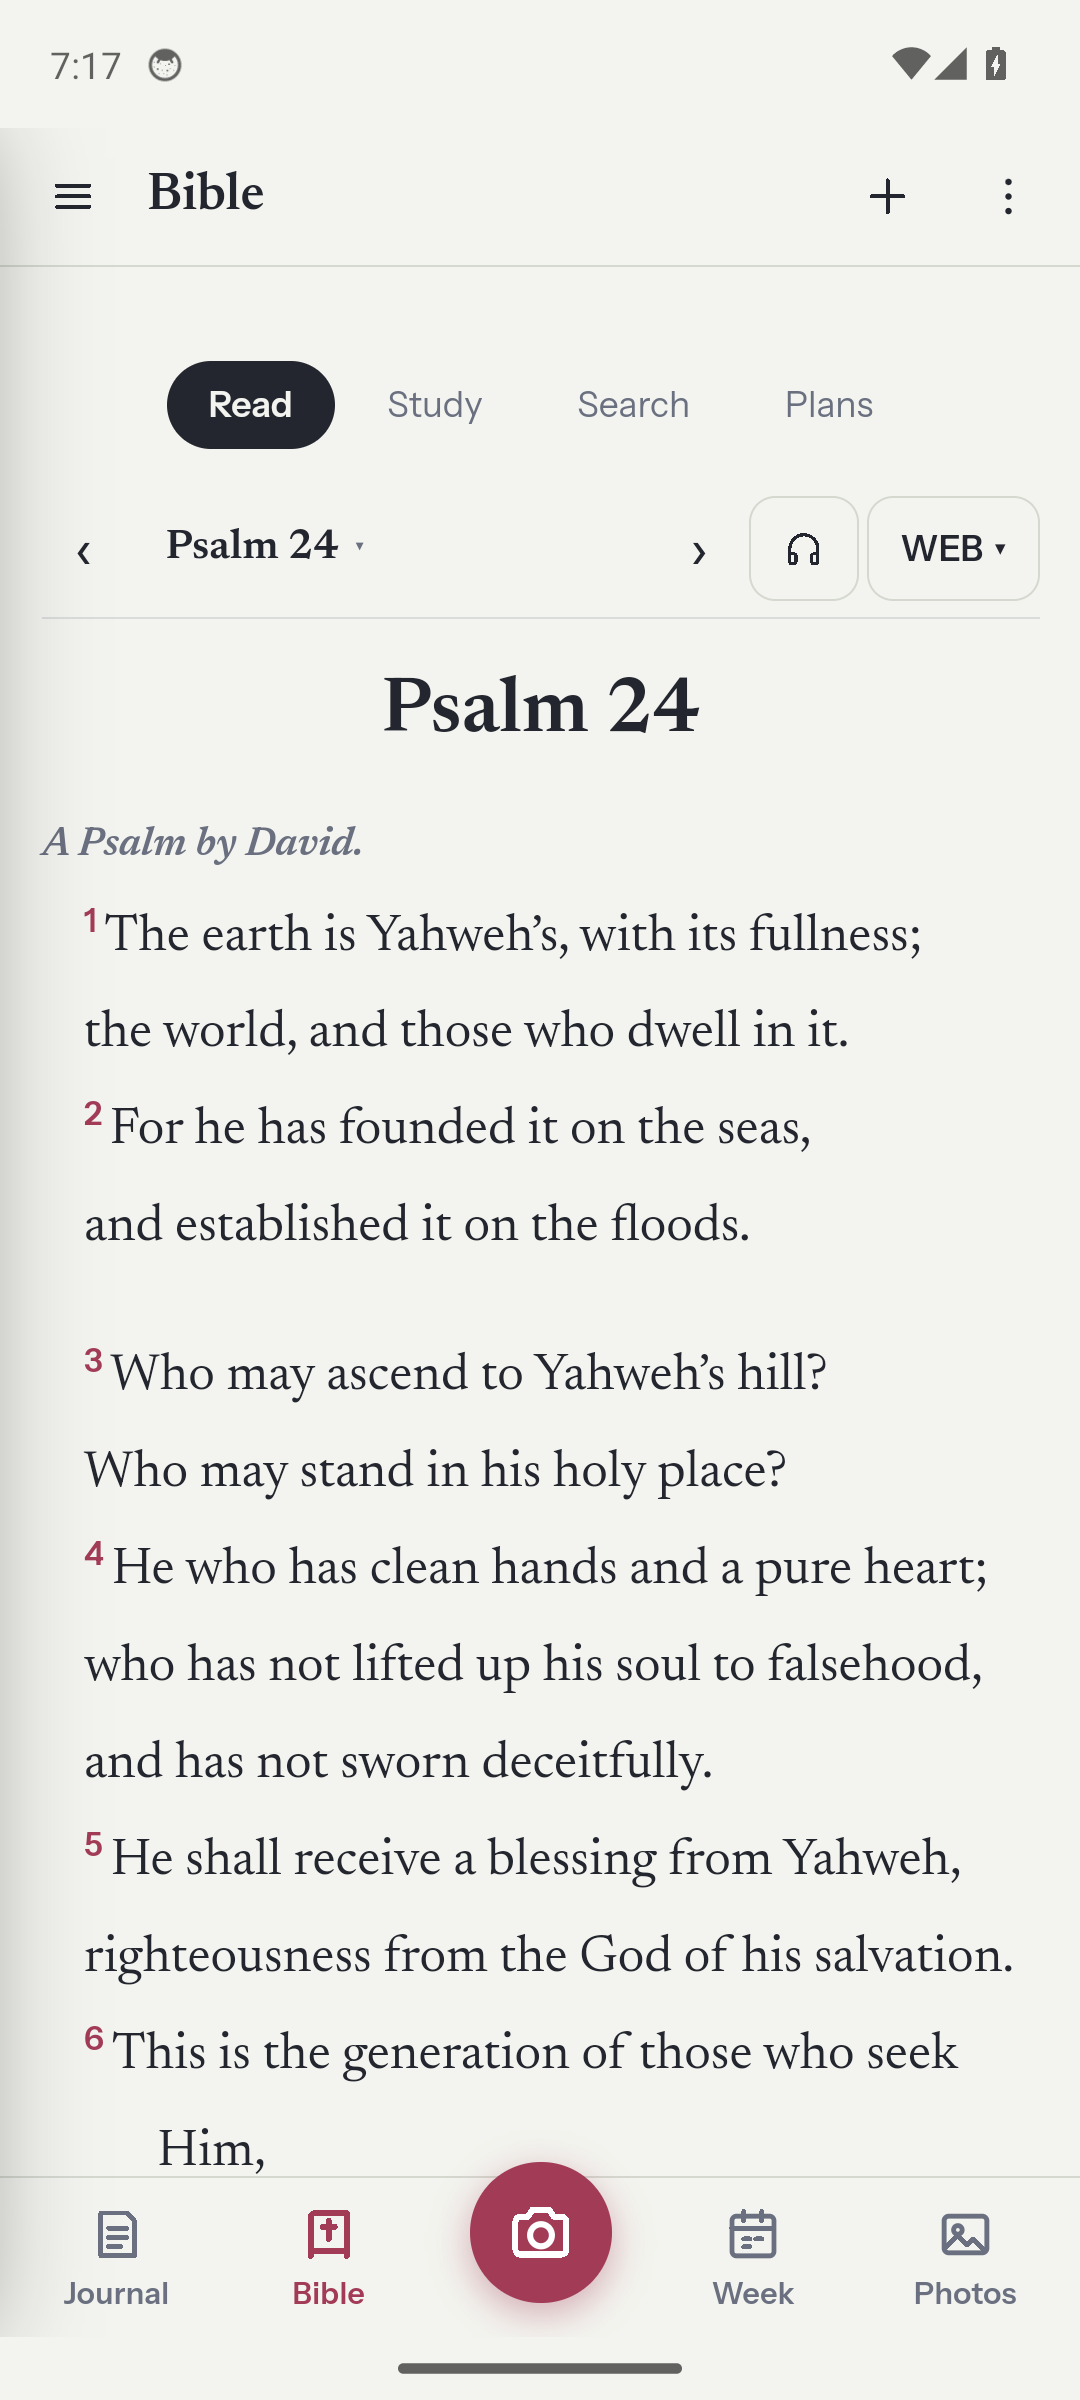 7:17
Bible
Read Study Search Plans
Psalm 24
WEB
Psalm 24
A Psalm by David.
1 The earth is Yahweh’s, with its fullness;
the world, and those who dwell in it.
2 For he has founded it on the seas,
and established it on the floods.
3 Who may ascend to Yahweh’s hill?
Who may stand in his holy place?
4 He who has clean hands and a pure heart;
who has not lifted up his soul to falsehood,
and has not sworn deceitfully.
5 He shall receive a blessing from Yahweh,
righteousness from the God of his salvation.
6 This is the generation of those who seek
Him,
Journal Bible Week Photos